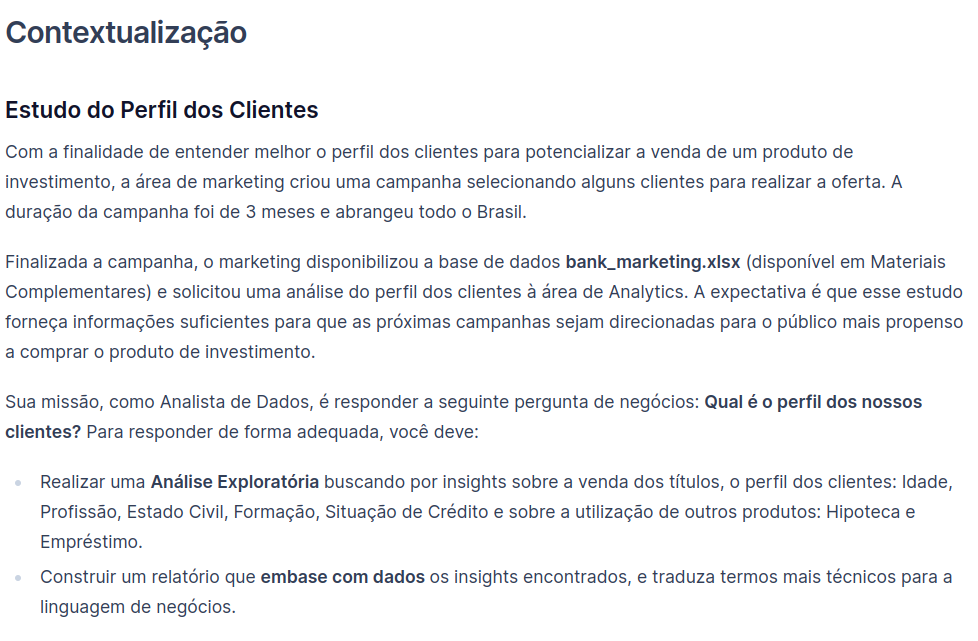 Contextualização
Estudo do Perfil dos Clientes
Com a finalidade de entender melhor o perfil dos clientes para potencializar a venda de um produto de
investimento, a área de marketing criou uma campanha selecionando alguns clientes para realizar a oferta. A
duração da campanha foi de 3 meses e abrangeu todo o Brasil.
Finalizada a campanha, o marketing disponibilizou a base de dados bank_marketing.xlsx (disponível em Materiais
Complementares) e solicitou uma análise do perfil dos clientes à área de Analytics. A expectativa é que esse estudo
forneça informações suficientes para que as próximas campanhas sejam direcionadas para o público mais propenso
a comprar o produto de investimento.
Sua missão, como Analista de Dados, é responder a seguinte pergunta de negócios: Qual é o perfil dos nossos
clientes? Para responder de forma adequada, você deve:
• Realizar uma Análise Exploratória buscando por insights sobre a venda dos títulos, o perfil dos clientes: Idade,
Profissão, Estado Civil, Formação, Situação de Crédito e sobre a utilização de outros produtos: Hipoteca e
Empréstimo.
• Construir um relatório que embase com dados os insights encontrados, e traduza termos mais técnicos para a
linguagem de negócios.